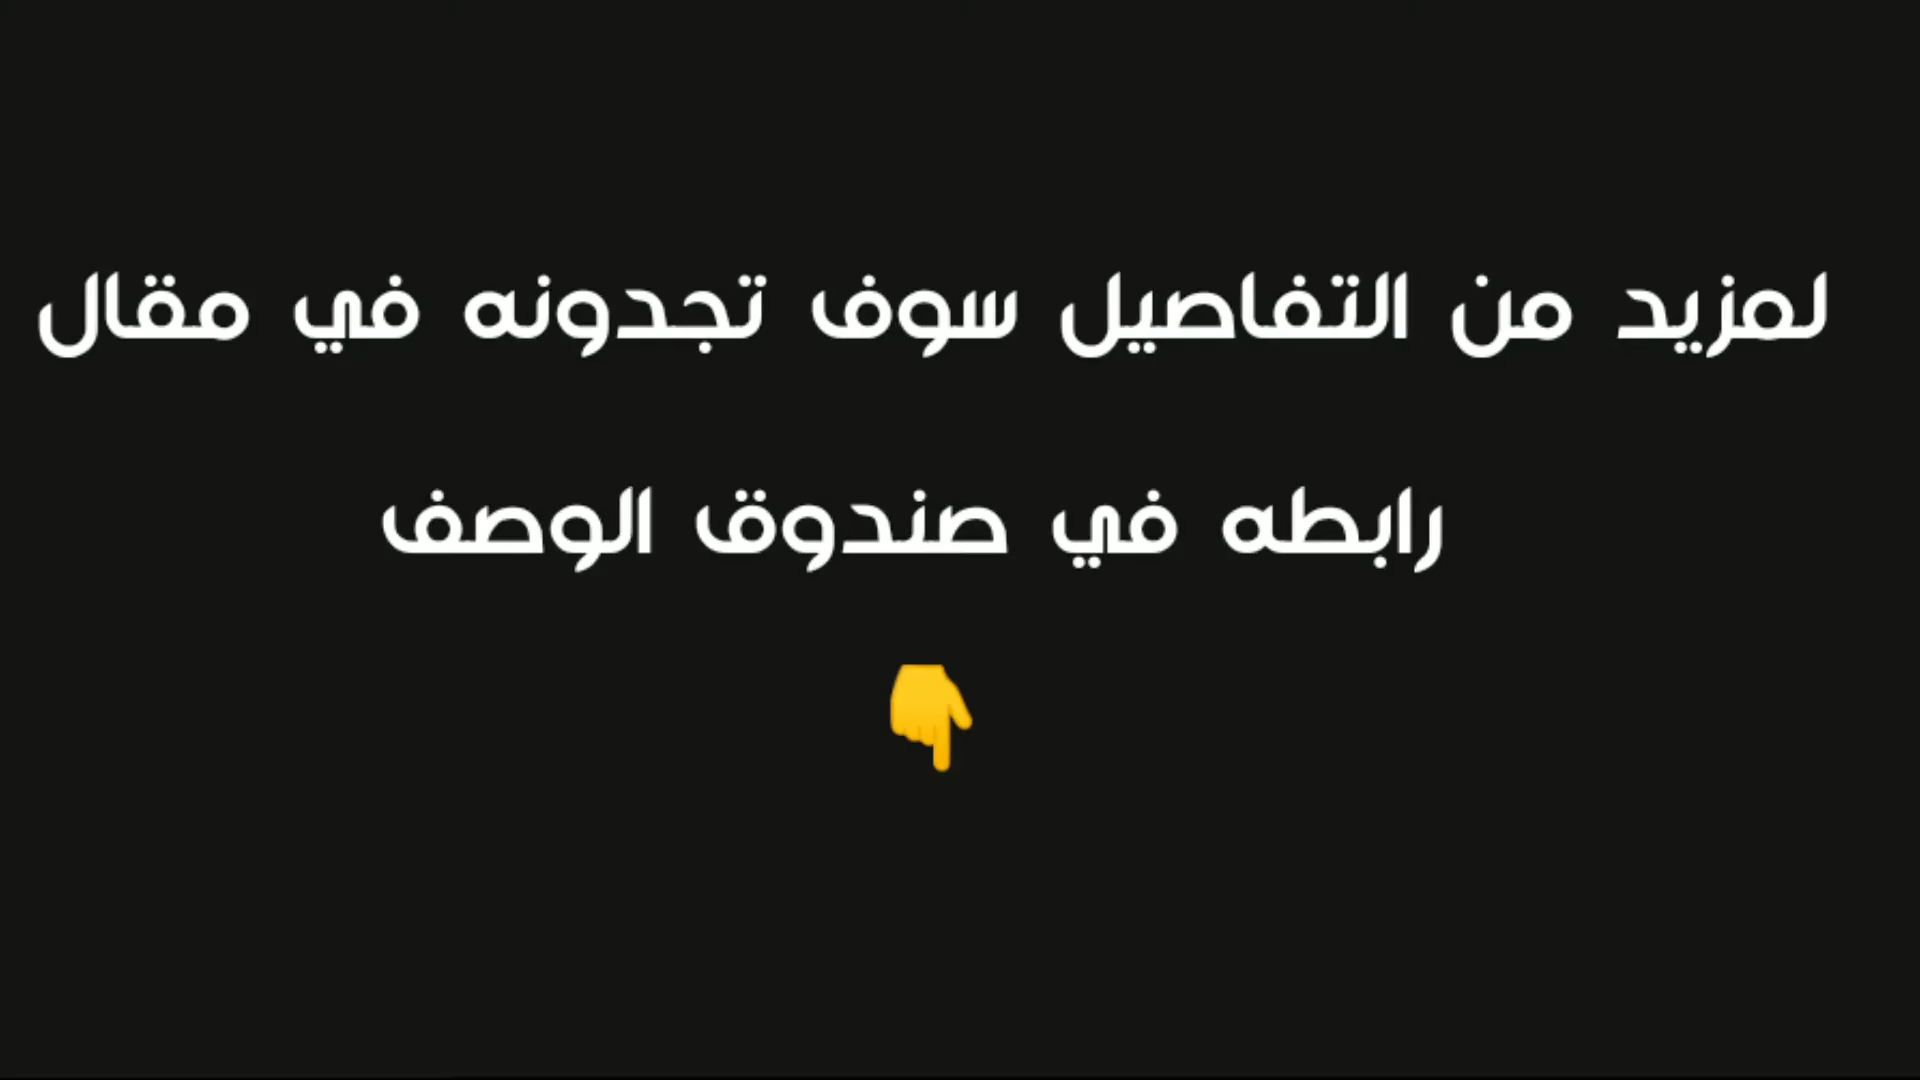 لمزيد من التفاصيل سوف تجدونه في مقال
رابطه في صندوق الوصف
👇